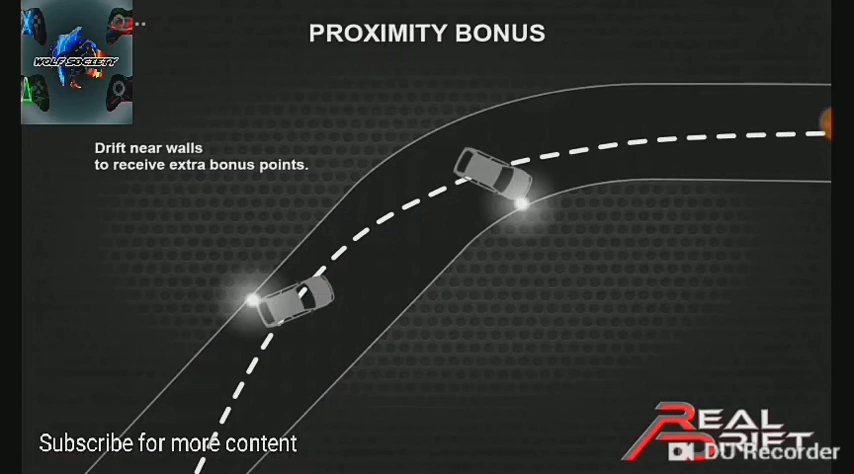 PROXIMITY BONUS
WOLF SOCIETY
Drift near walls
to receive extra bonus points.
Subscribe for more content
REAL
DRIFT
DU Recorder